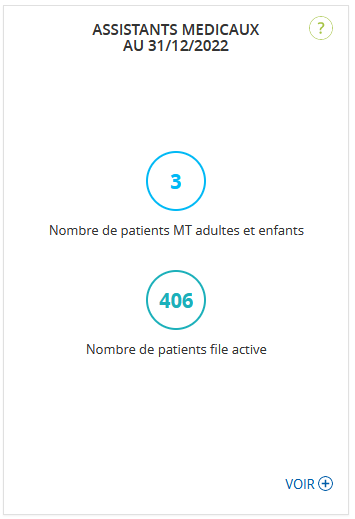 ASSISTANTS MEDICAUX
AU 31/12/2022
?
3
Nombre de patients MT adultes et enfants
406
Nombre de patients file active
VOIR